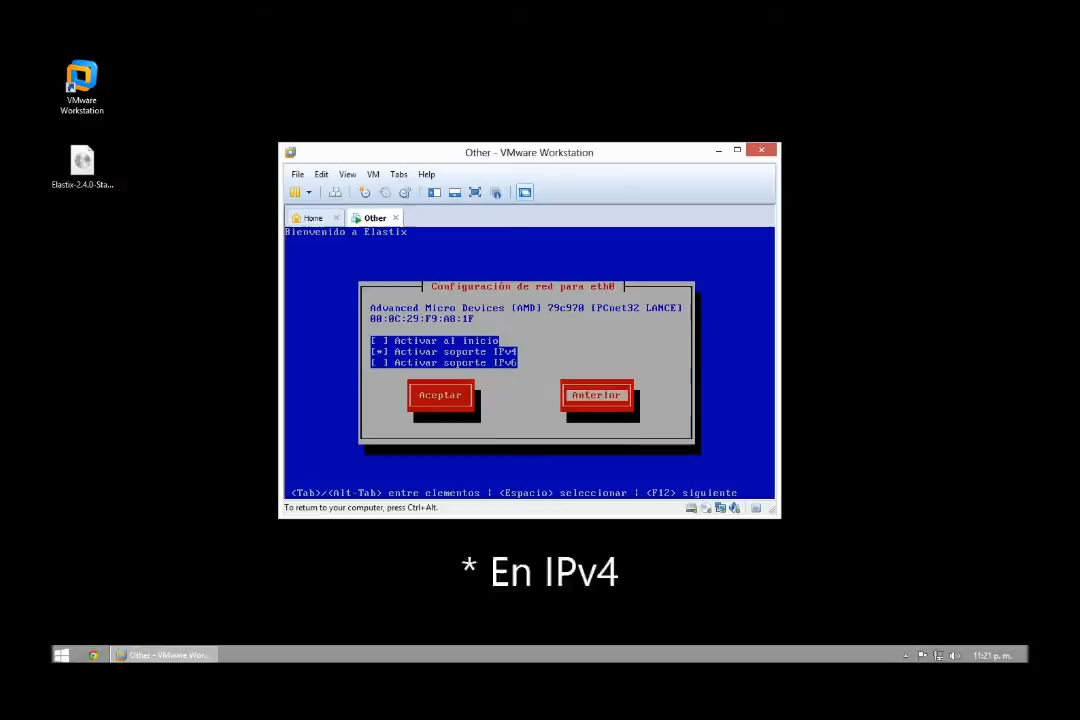 VMware
Workstation
Elastix-2.4.0-Sta...
Other - VMware Workstation
File Edit View VM Tabs Help
Home
Other
Bienvenido a Elastix
Configuración de red para eth0
Advanced Micro Devices [AMD] 79c970 [PCnet32 LANCE]
00:0C:29:F9:A8:1F
[ ] Activar al inicio
[*] Activar soporte IPv4
[ ] Activar soporte IPv6
Aceptar
Anterior
<Tab>/<Alt-Tab> entre elementos | <Espacio> seleccionar | <F12> siguiente
To return to your computer, press Ctrl+Alt.
* En IPv4
Other - VMware Wor...
11:21 p. m.